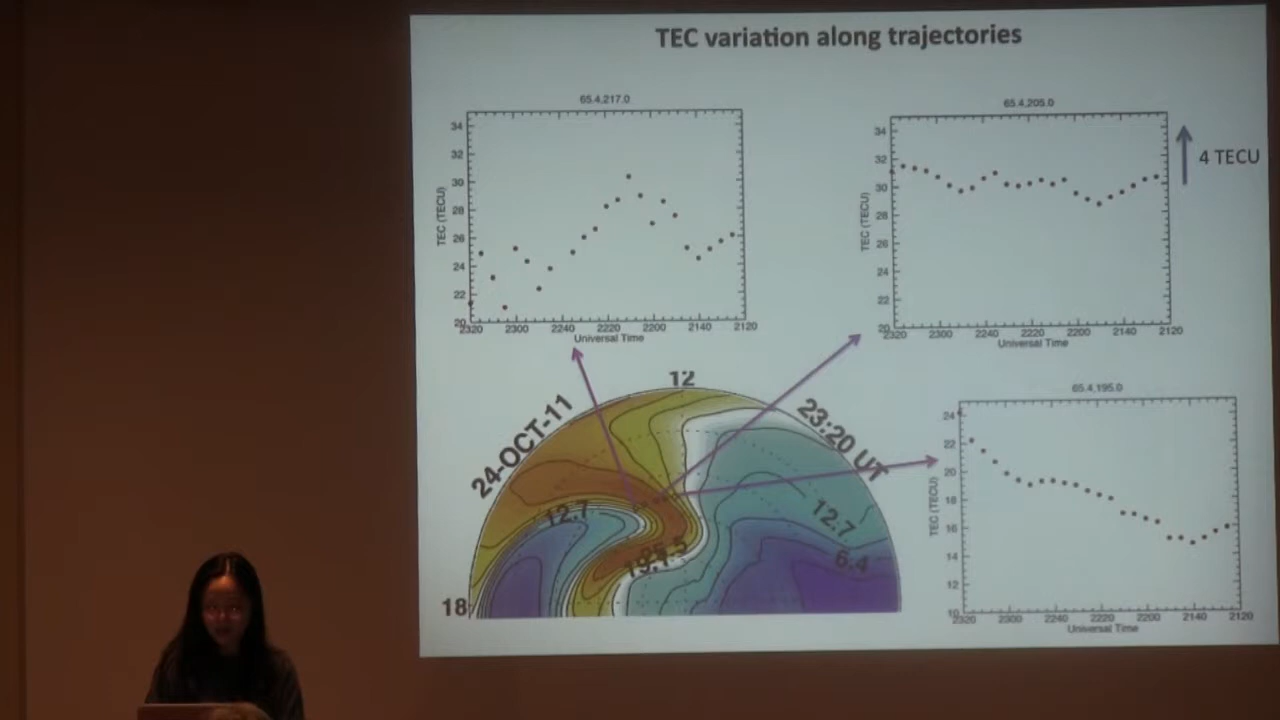 TEC variation along trajectories
65.4,217.0
34
32
30
28
26
24
22
20
TEC (TECU)
2320 2300 2240 2220 2200 2140 2120
Universal Time
65.4,205.0
34
32
30
28
26
24
22
20
TEC (TECU)
2320 2300 2240 2220 2200 2140 2120
Universal Time
4 TECU
12
24-OCT-11
23:20 UT
12.7
12.7
6.4
18
65.4,195.0
24
22
20
18
16
14
12
10
TEC (TECU)
2320 2300 2240 2220 2200 2140 2120
Universal Time